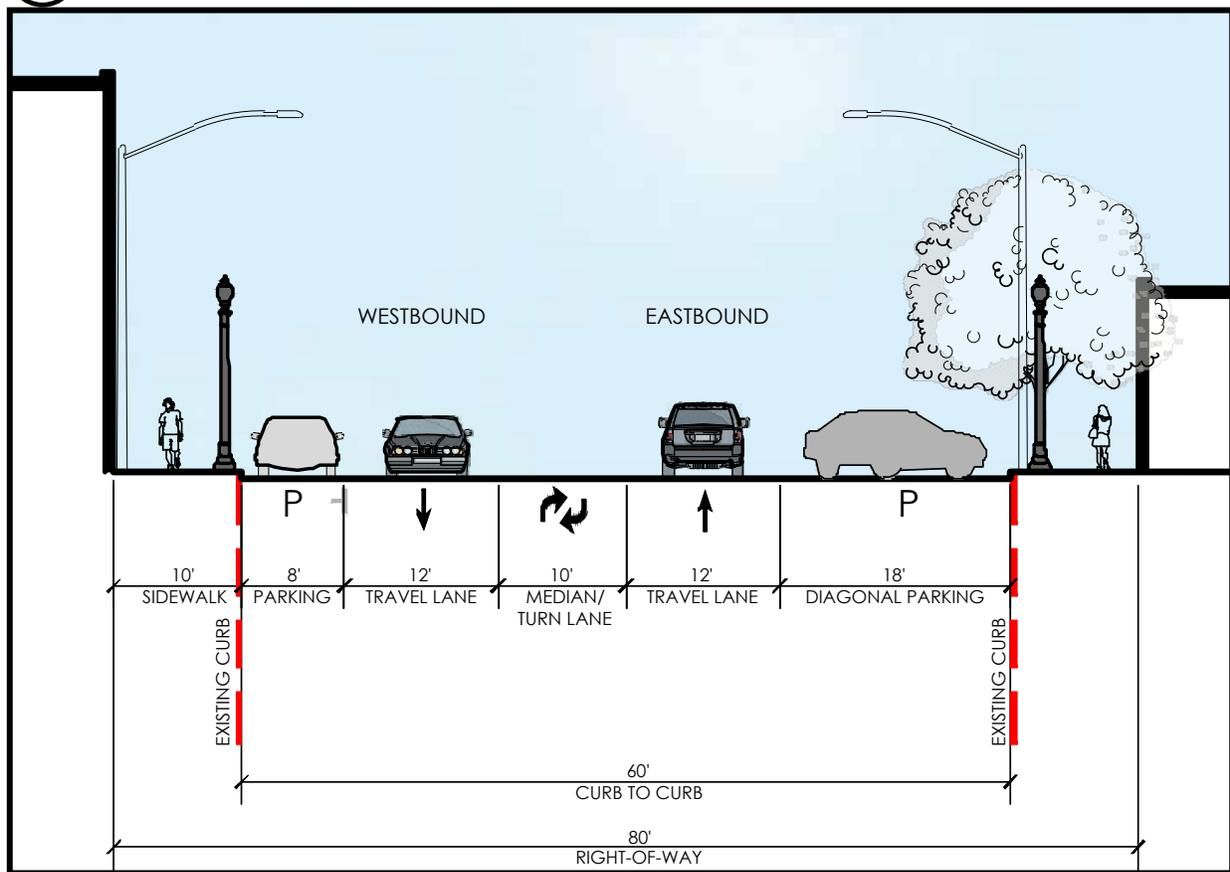 WESTBOUND
EASTBOUND
P
P
10'
SIDEWALK
8'
PARKING
12'
TRAVEL LANE
10'
MEDIAN/
TURN LANE
12'
TRAVEL LANE
18'
DIAGONAL PARKING
EXISTING CURB
EXISTING CURB
60'
CURB TO CURB
80'
RIGHT-OF-WAY